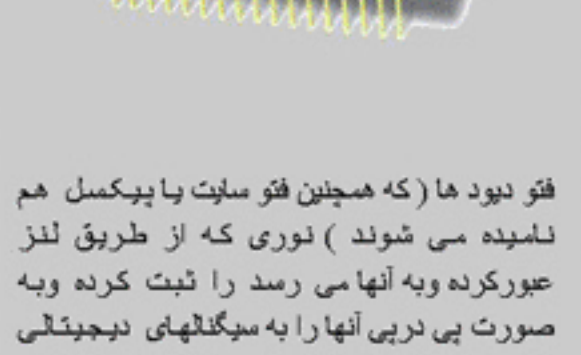 فتو دیود ها ( که همچنین فتو سایت یا پیکسل هم
نامیده می شوند ) نوری که از طریق لنز
عبورکرده وبه آنها می رسد را ثبت کرده وبه
صورت پی درپی آنها را به سیگنالهای دیجیتالی